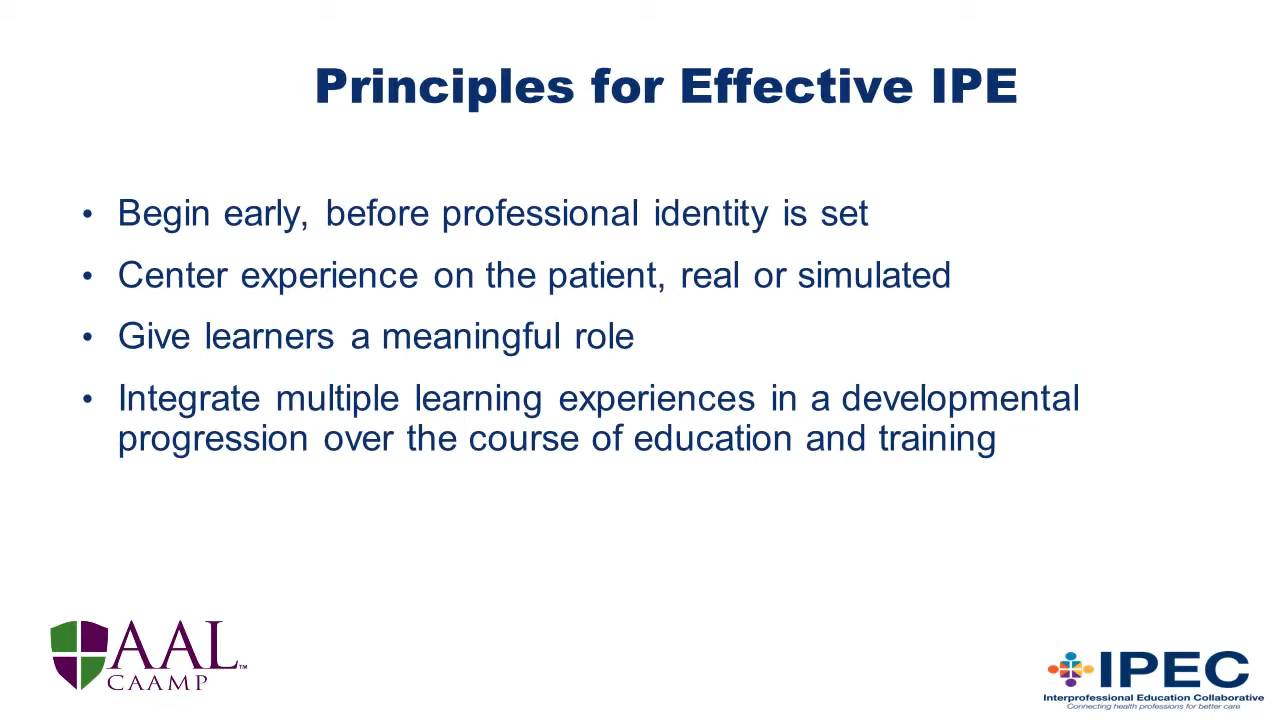 Principles for Effective IPE
• Begin early, before professional identity is set
• Center experience on the patient, real or simulated
• Give learners a meaningful role
• Integrate multiple learning experiences in a developmental
progression over the course of education and training
AAL™
CAAMP
IPEC
Interprofessional Education Collaborative
Connecting health professions for better care